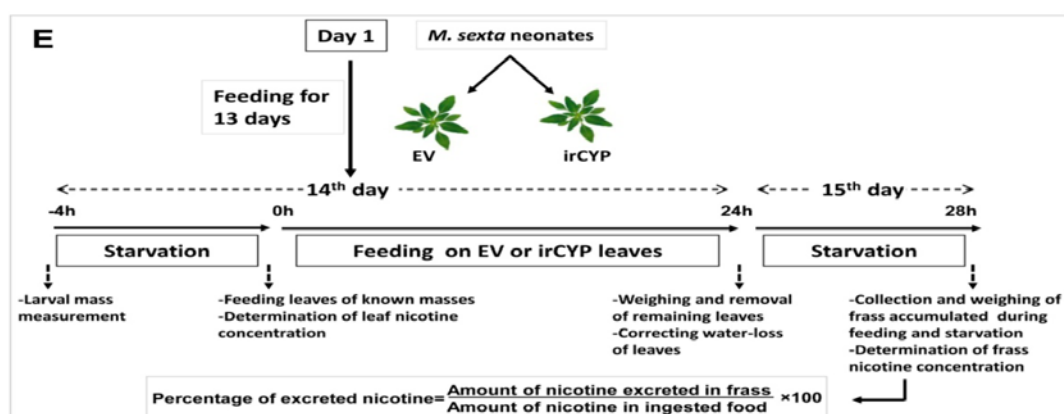 E
Day 1
M. sexta neonates
Feeding for
13 days
EV
irCYP
14th day
15th day
-4h
0h
24h
28h
Starvation
Feeding on EV or irCYP leaves
Starvation
-Larval mass
measurement
-Feeding leaves of known masses
-Determination of leaf nicotine
concentration
-Weighing and removal
of remaining leaves
-Correcting water-loss
of leaves
-Collection and weighing of
frass accumulated during
feeding and starvation
-Determination of frass
nicotine concentration
Percentage of excreted nicotine= Amount of nicotine excreted in frass ×100
Amount of nicotine in ingested food